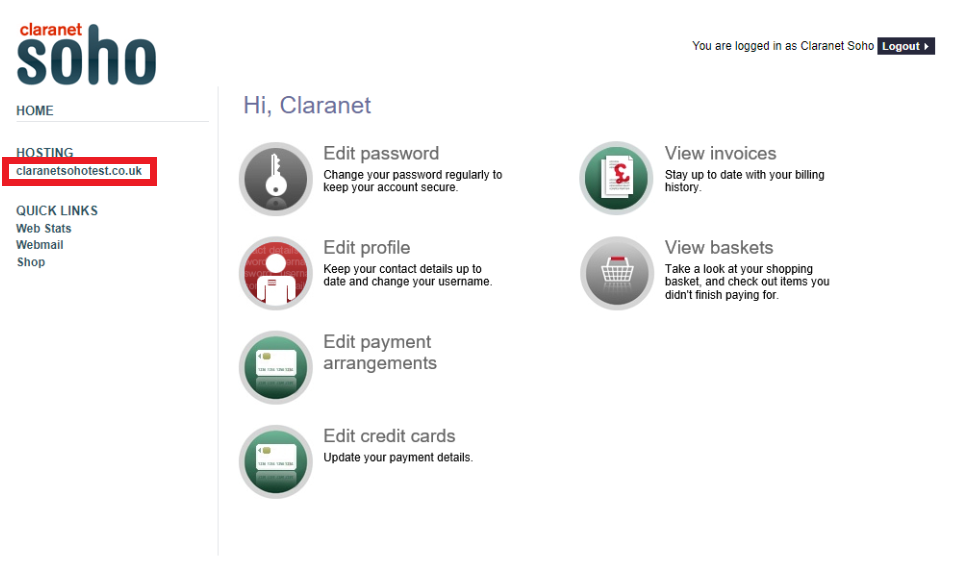 claranet
soho
You are logged in as Claranet Soho Logout
HOME
HOSTING
claranetsohotest.co.uk
QUICK LINKS
Web Stats
Webmail
Shop
Hi, Claranet
Edit password
Change your password regularly to
keep your account secure.
View invoices
Stay up to date with your billing
history.
Edit profile
Keep your contact details up to
date and change your username.
View baskets
Take a look at your shopping
basket, and check out items you
didn't finish paying for.
Edit payment
arrangements
Edit credit cards
Update your payment details.